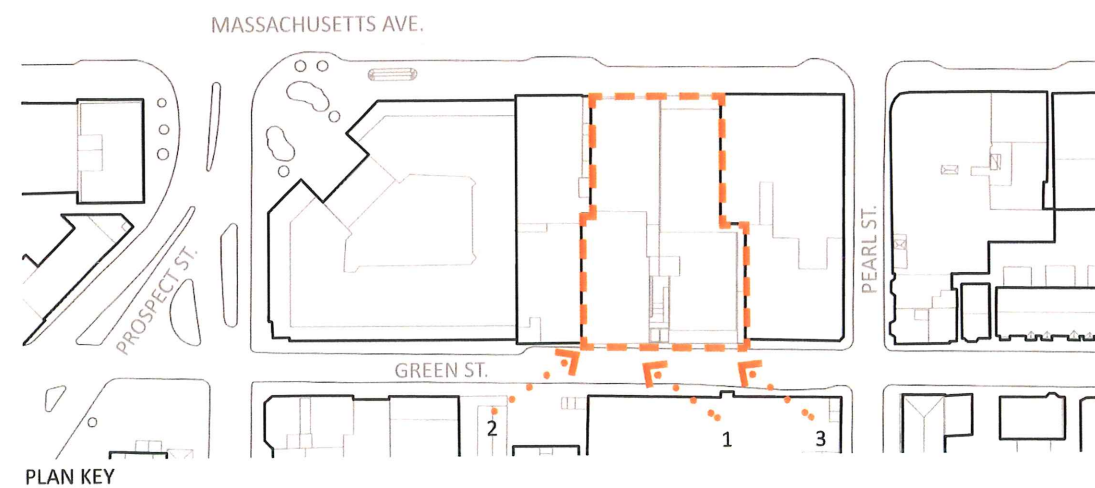 MASSACHUSETTS AVE.
PROSPECT ST.
PEARL ST.
GREEN ST.
2
1
3
PLAN KEY